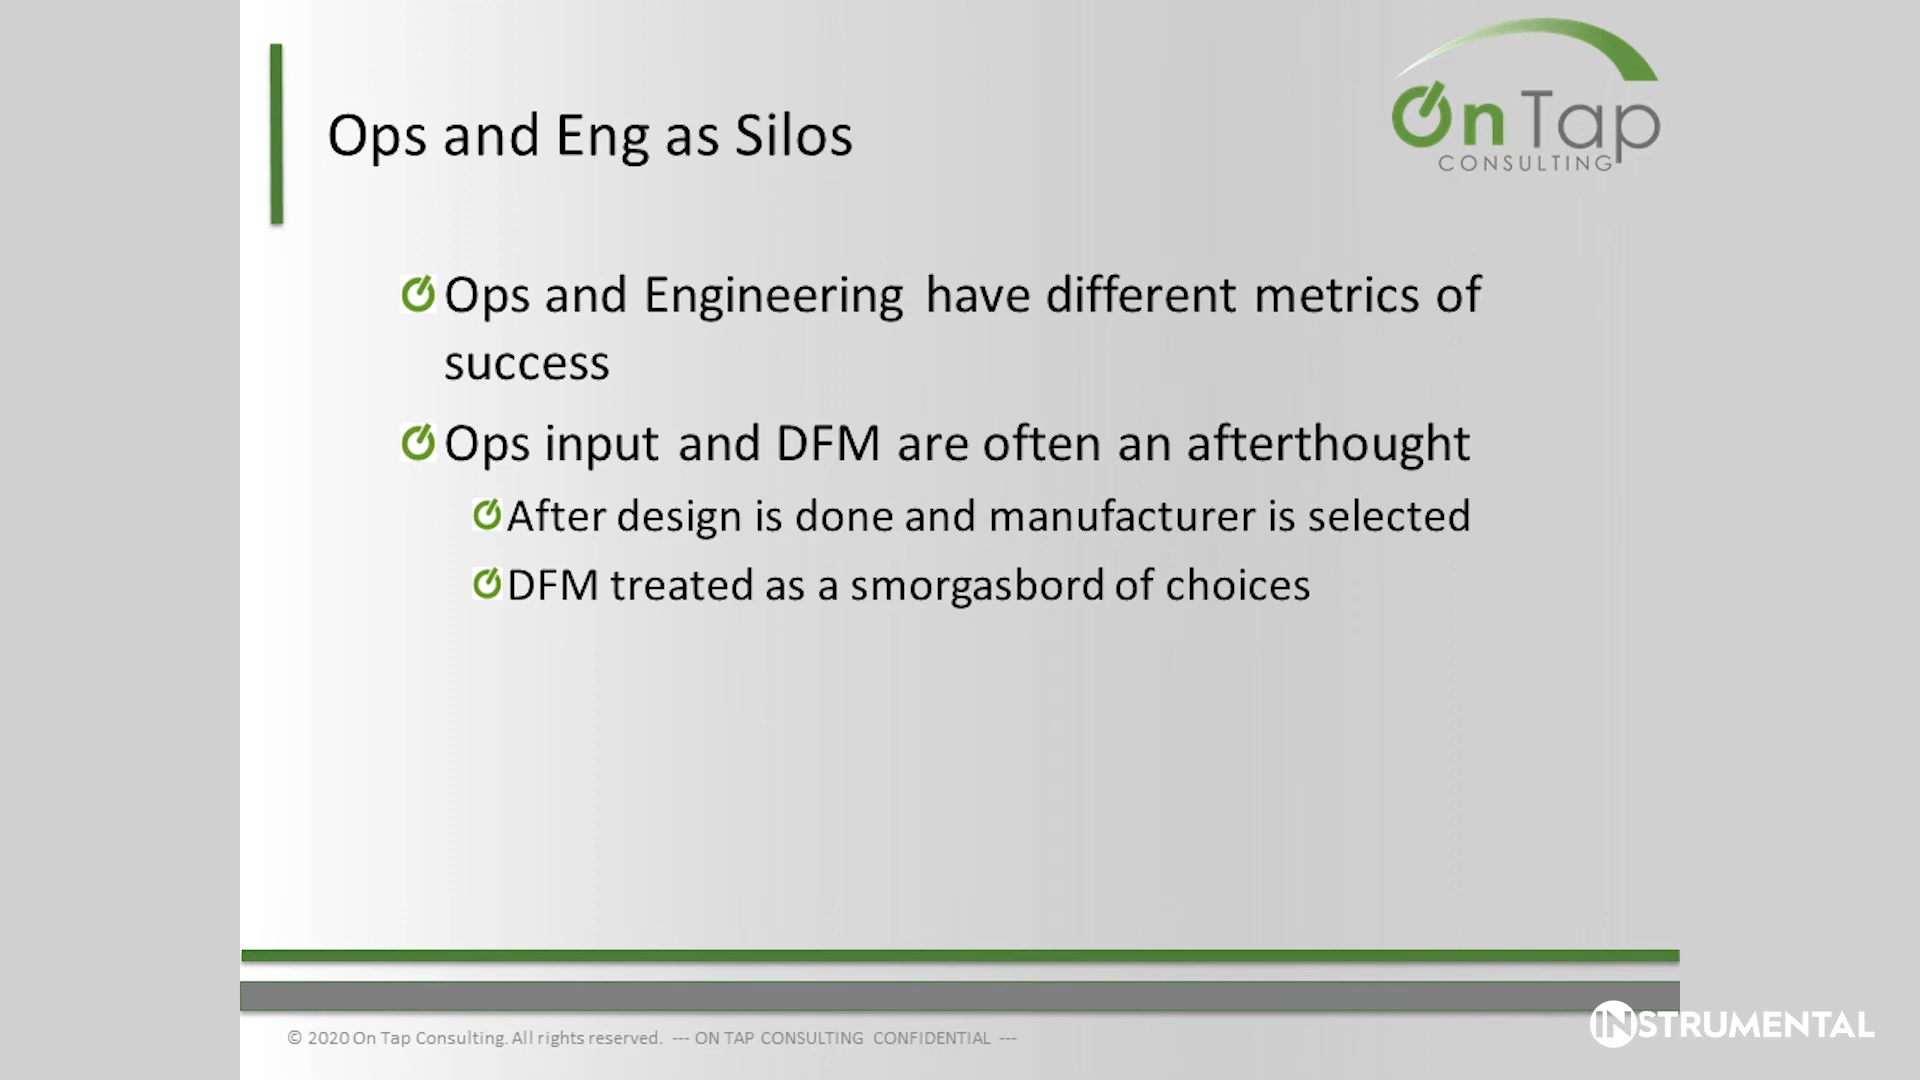 On Tap
CONSULTING
Ops and Eng as Silos
Ops and Engineering have different metrics of
success
Ops input and DFM are often an afterthought
After design is done and manufacturer is selected
DFM treated as a smorgasbord of choices
© 2020 On Tap Consulting. All rights reserved. --- ON TAP CONSULTING CONFIDENTIAL ---
INSTRUMENTAL